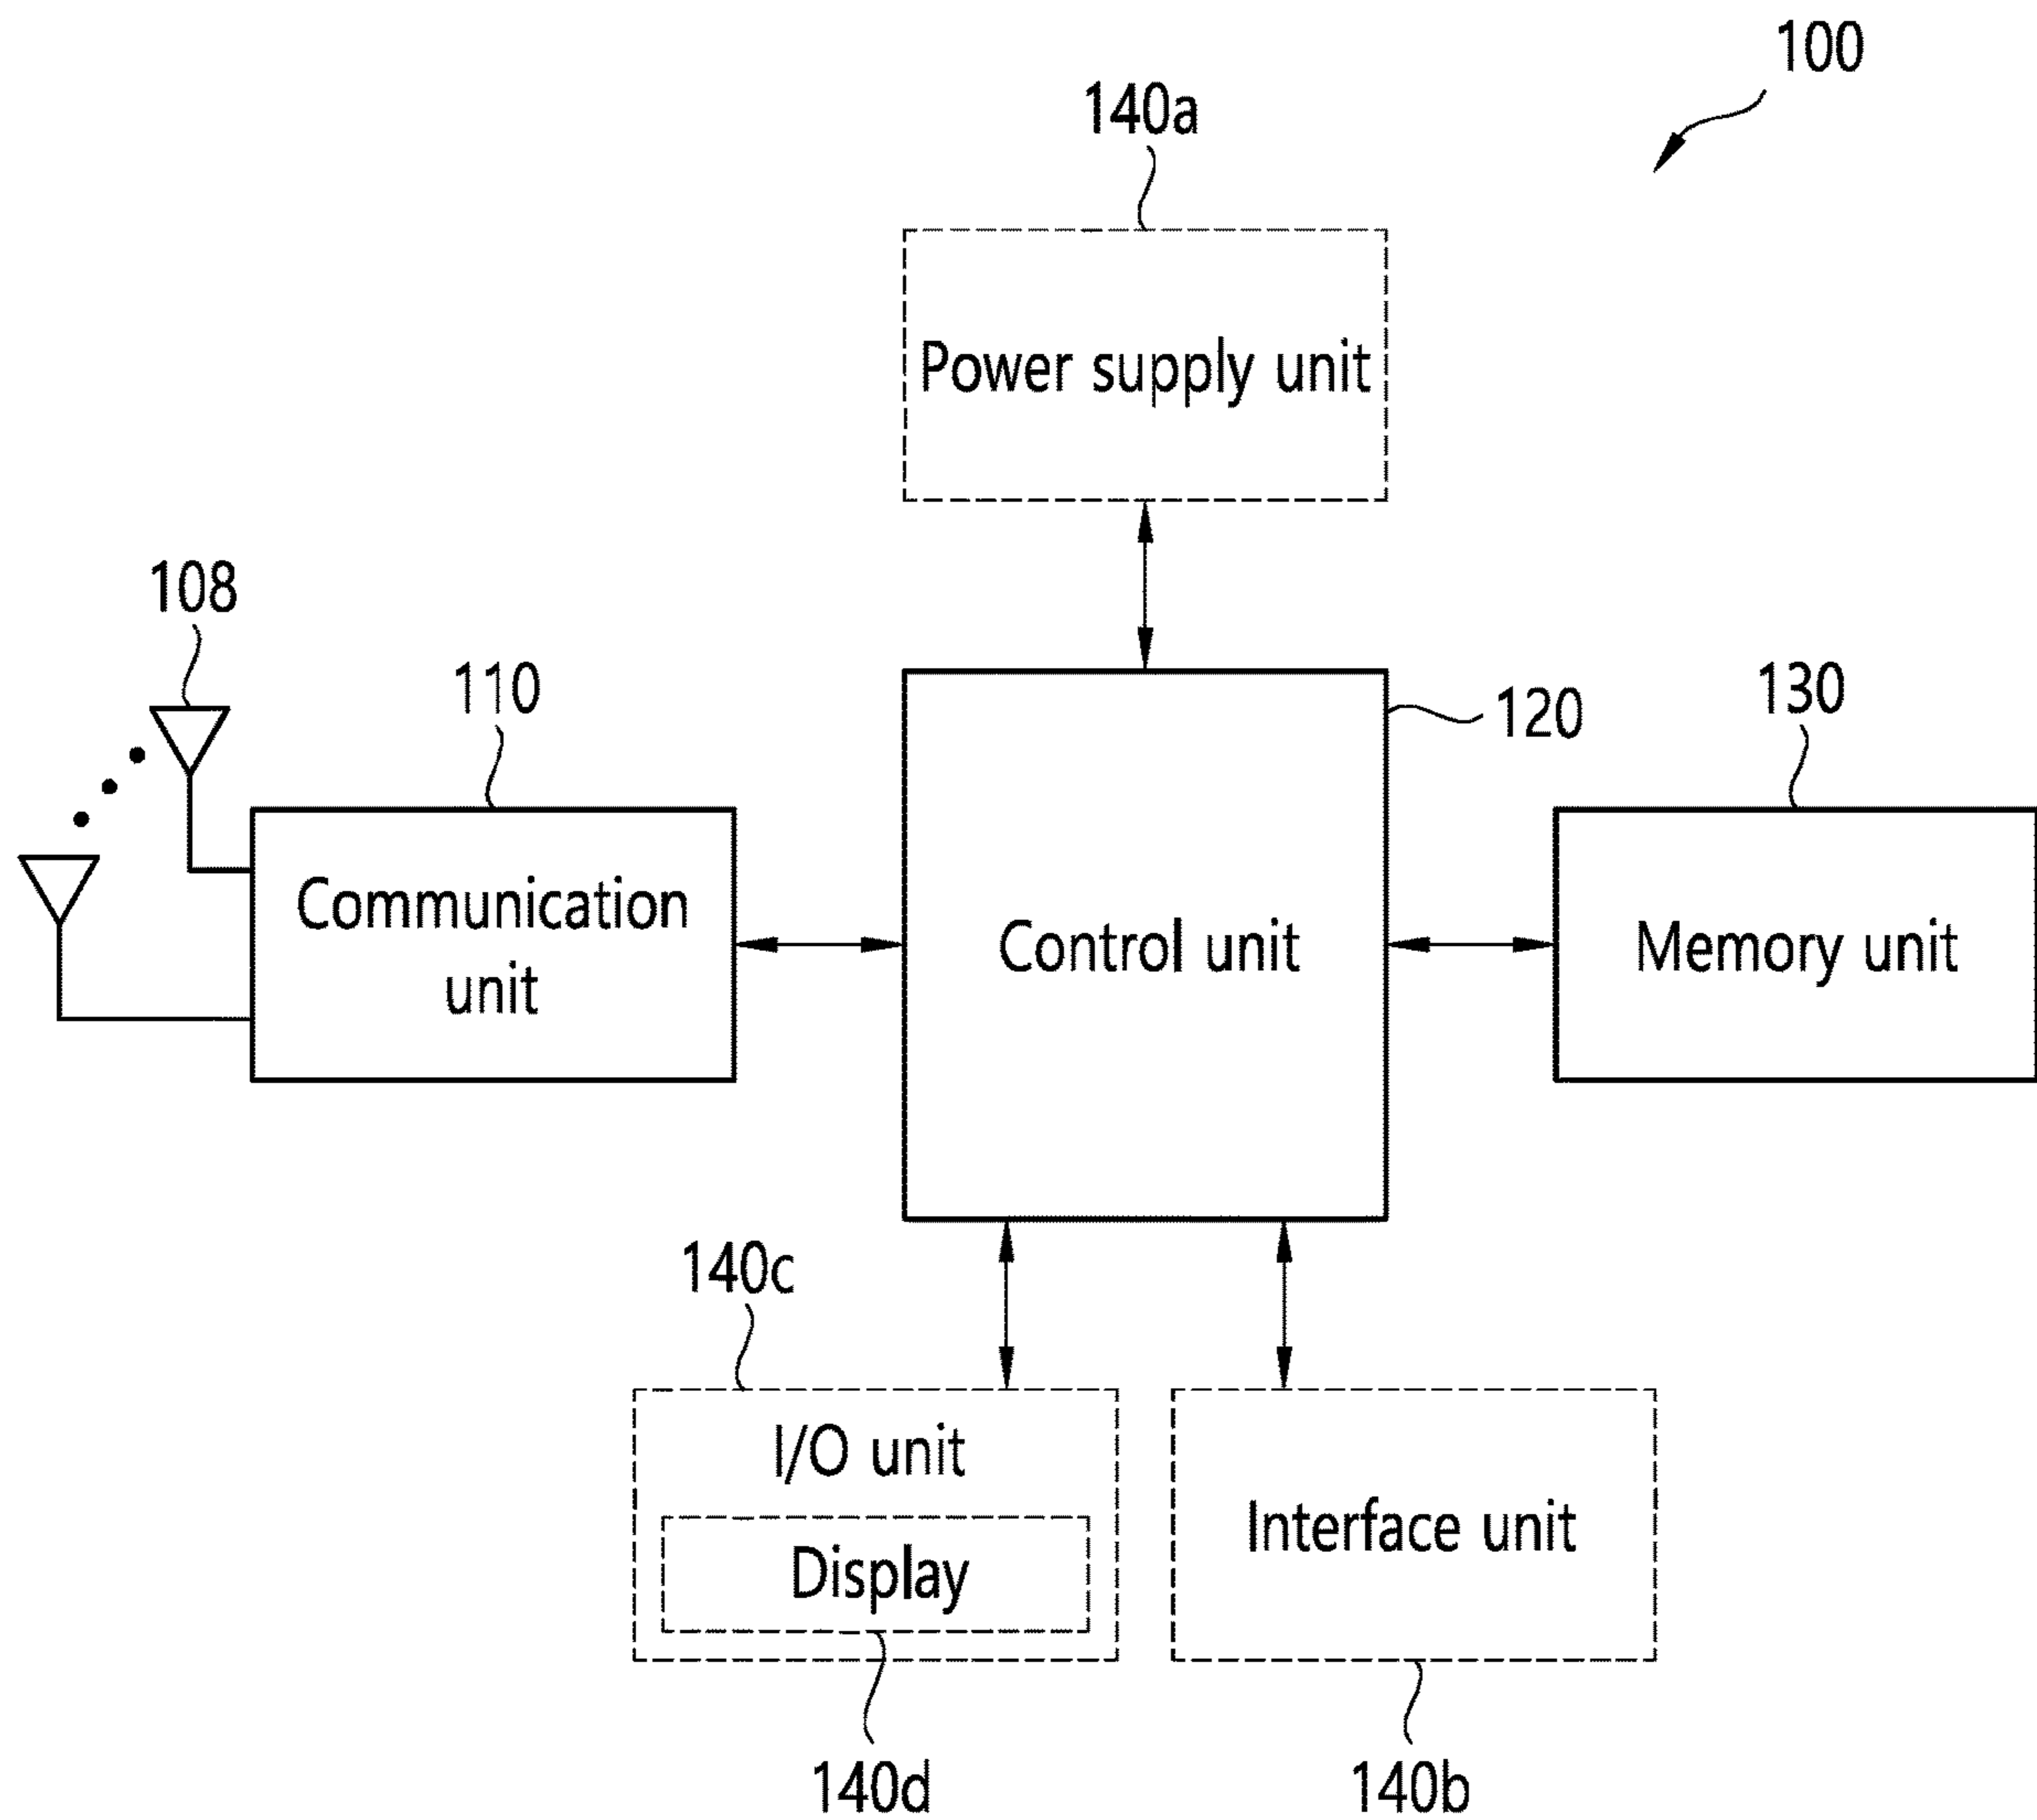 100
140a
Power supply unit
108
110
120
130
Communication
unit
Control unit
Memory unit
140c
I/O unit
Display
Interface unit
140d
140b